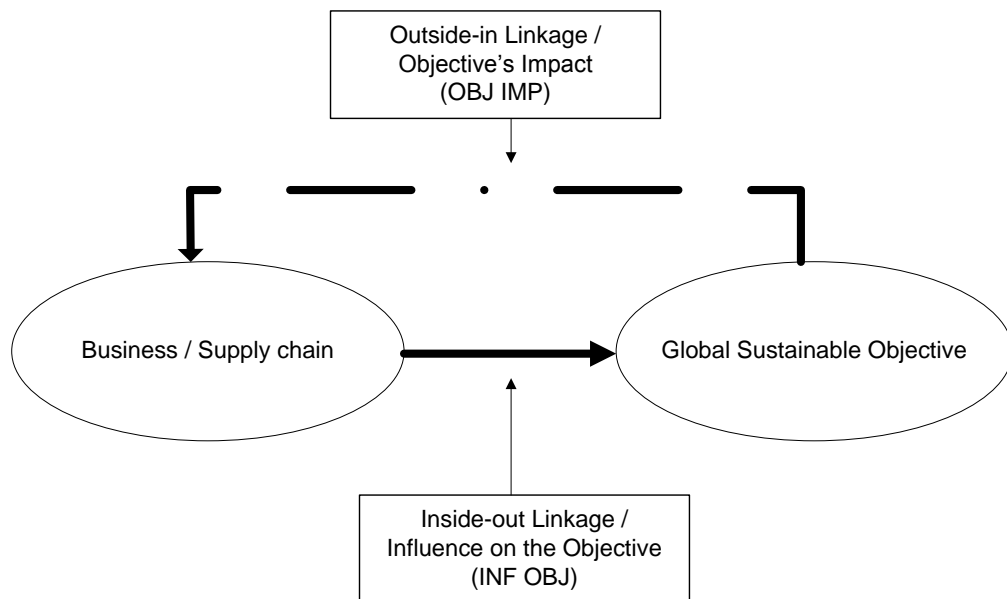 Outside-in Linkage /
Objective’s Impact
(OBJ IMP)
Business / Supply chain
Global Sustainable Objective
Inside-out Linkage /
Influence on the Objective
(INF OBJ)